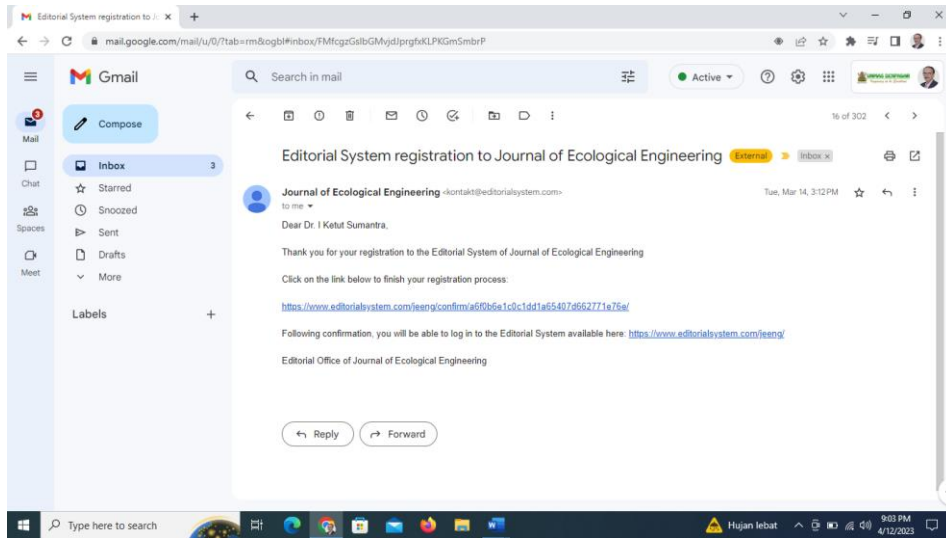 Editorial System registration to J
mail.google.com/mail/u/0/?tab=rm&ogbl#inbox/FMfcgzGslbGMvjdJprgfxKLPKGmSmbrP
Gmail
Search in mail
Active
3
Mail
Compose
16 of 302
Editorial System registration to Journal of Ecological Engineering External Inbox x
Inbox 3
Chat
Starred
Journal of Ecological Engineering <kontakt@editorialsystem.com>
Tue, Mar 14, 3:12 PM
to me
Snoozed
Spaces
Sent
Dear Dr. I Ketut Sumantra,
Drafts
Thank you for your registration to the Editorial System of Journal of Ecological Engineering
Meet
More
Click on the link below to finish your registration process:
Labels
https://www.editorialsystem.com/jeeng/confirm/a6f0b6e1c0c1dd1a65407d662771e76e/
Following confirmation, you will be able to log in to the Editorial System available here: https://www.editorialsystem.com/jeeng/
Editorial Office of Journal of Ecological Engineering
Reply
Forward
Type here to search
Hujan lebat
9:03 PM
4/12/2023